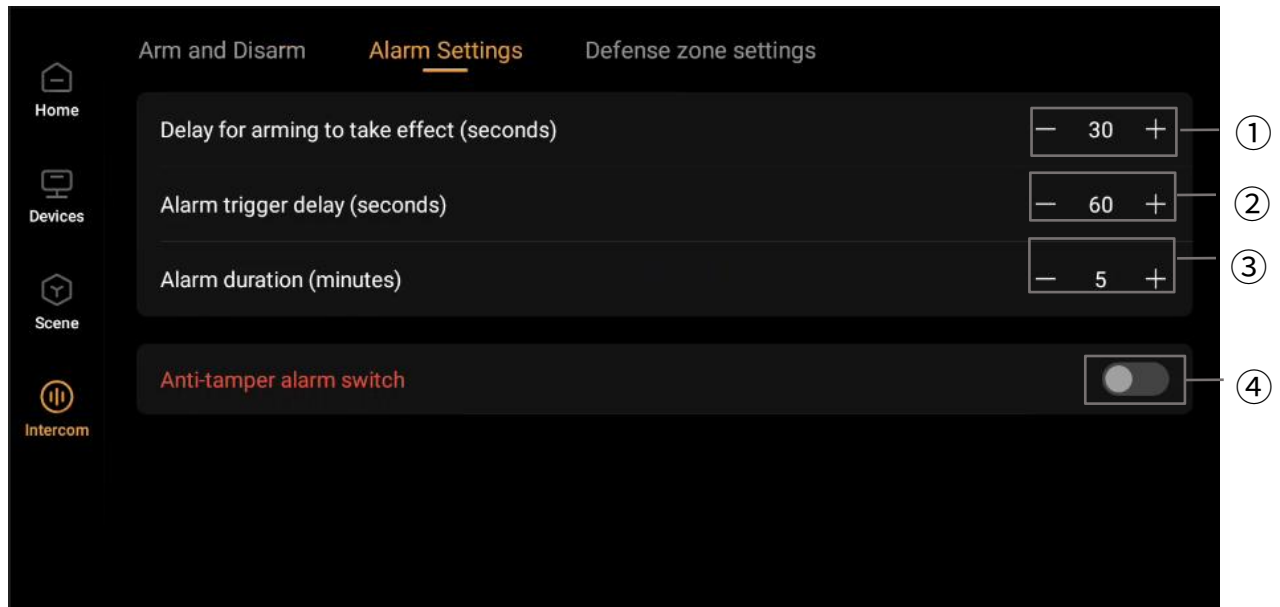 Arm and Disarm Alarm Settings Defense zone settings
Home
Delay for arming to take effect (seconds) — 30 + ①
Devices
Alarm trigger delay (seconds) — 60 + ②
Alarm duration (minutes) — 5 + ③
Scene
Anti-tamper alarm switch ④
Intercom